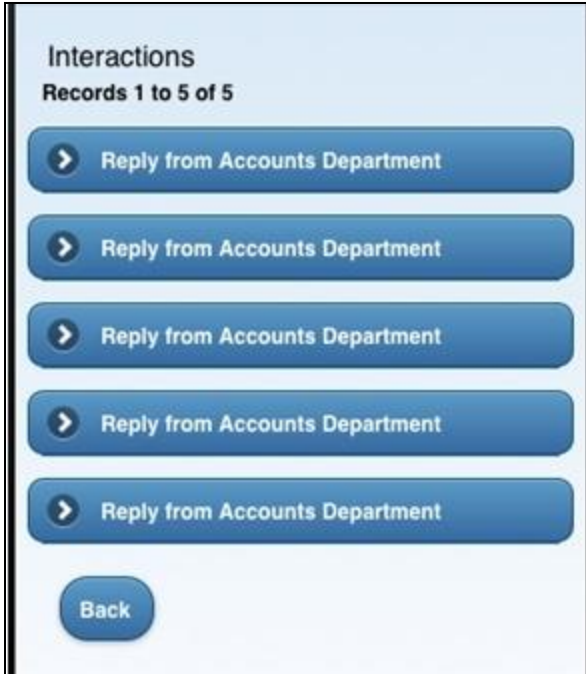 Interactions
Records 1 to 5 of 5
Reply from Accounts Department
Reply from Accounts Department
Reply from Accounts Department
Reply from Accounts Department
Reply from Accounts Department
Back